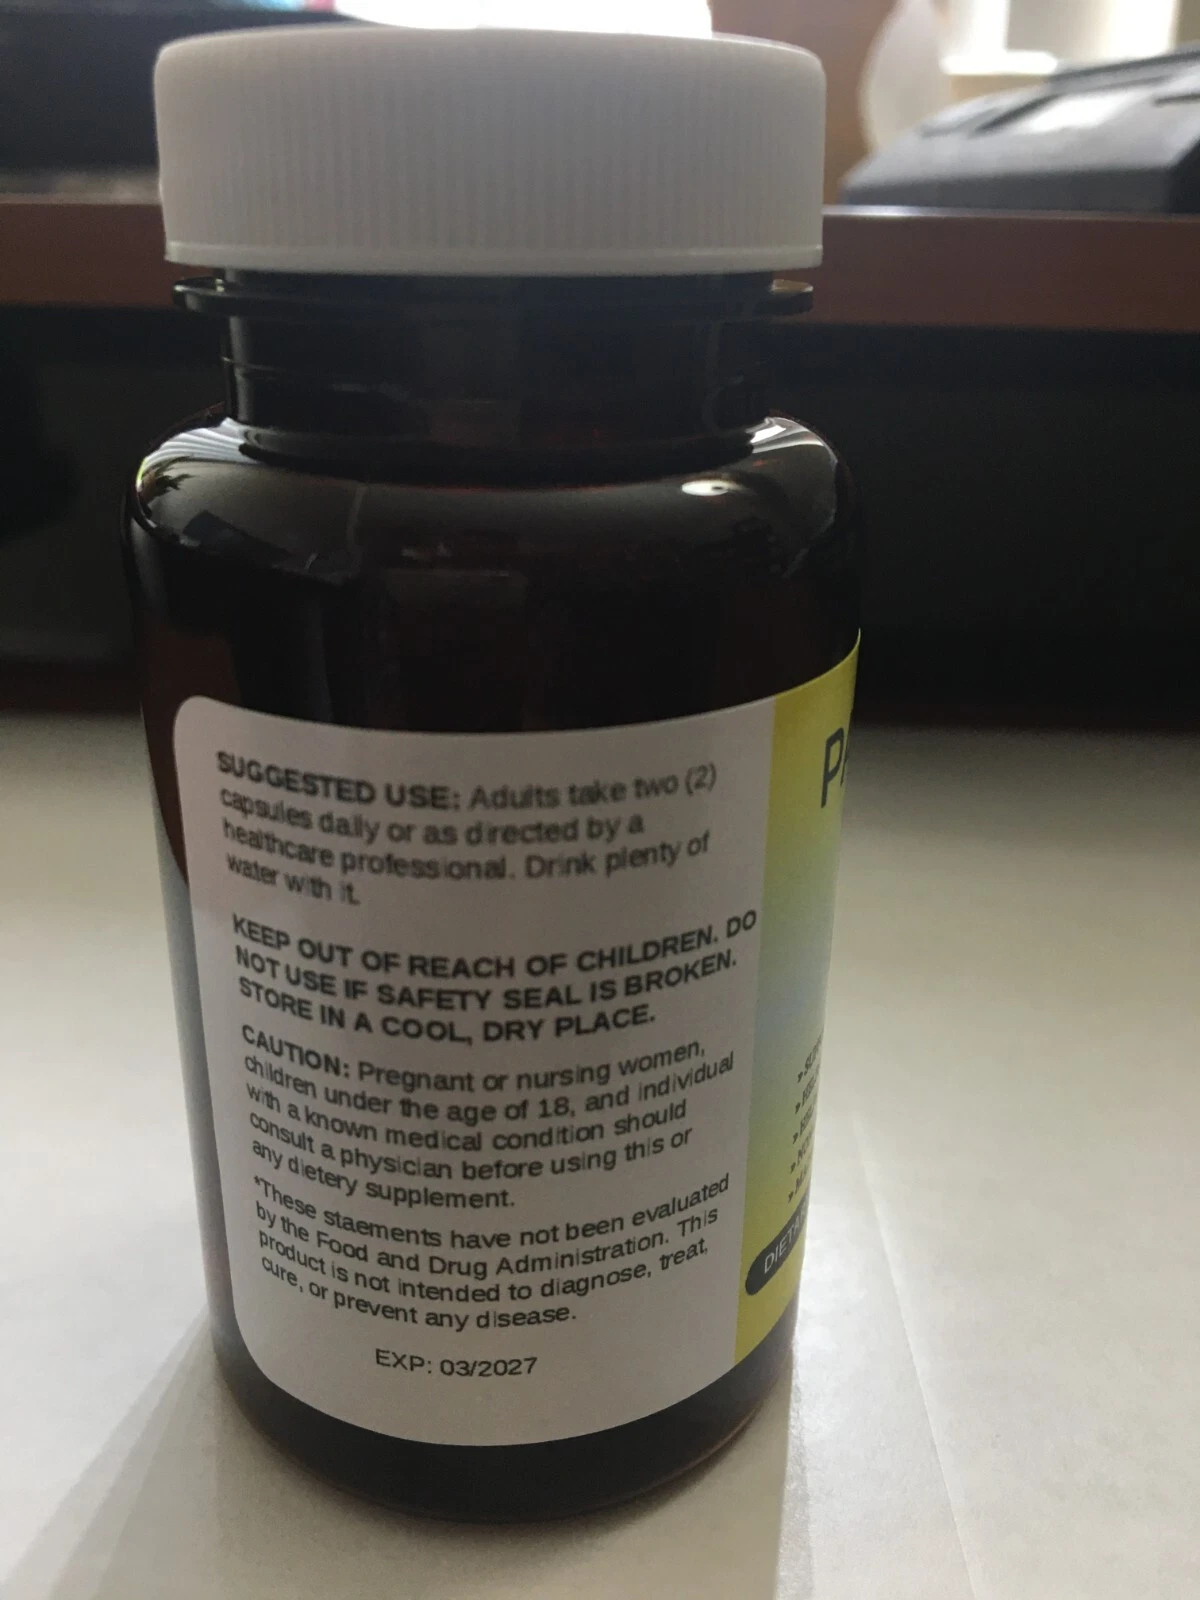 SUGGESTED USE: Adults take two (2)
capsules daily or as directed by a
healthcare professional. Drink plenty of
water with it.
KEEP OUT OF REACH OF CHILDREN. DO
NOT USE IF SAFETY SEAL IS BROKEN.
STORE IN A COOL, DRY PLACE.
CAUTION: Pregnant or nursing women,
children under the age of 18, and individual
with a known medical condition should
consult a physician before using this or
any dietery supplement.
*These staements have not been evaluated
by the Food and Drug Administration. This
product is not intended to diagnose, treat,
cure, or prevent any disease.
EXP: 03/2027